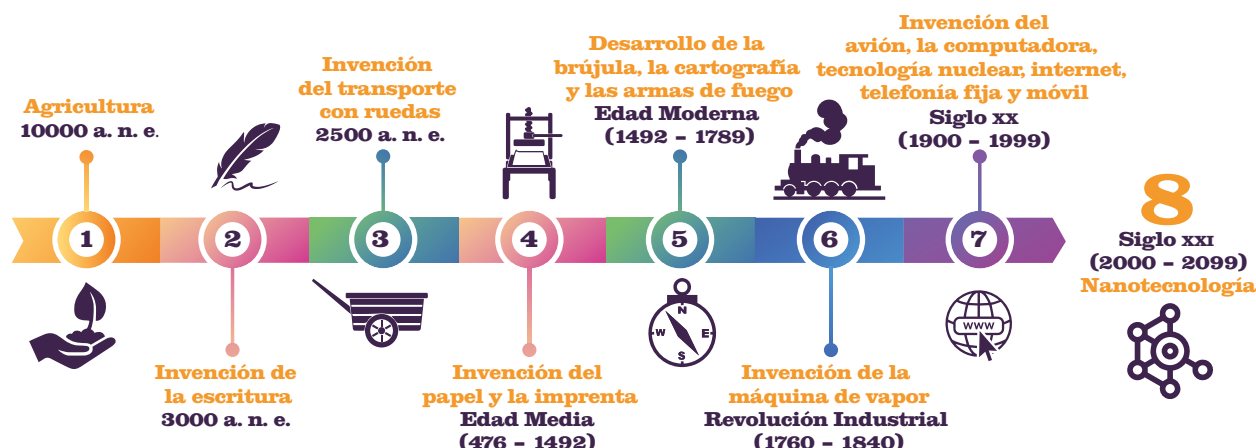 Agricultura
10000 a. n. e.
1
2
Invención de
la escritura
3000 a. n. e.
Invención
del transporte
con ruedas
2500 a. n. e.
3
4
Invención del
papel y la imprenta
Edad Media
(476 – 1492)
Desarrollo de la
brújula, la cartografía
y las armas de fuego
Edad Moderna
(1492 – 1789)
5
N
W E
S
6
Invención de la
máquina de vapor
Revolución Industrial
(1760 – 1840)
Invención del
avión, la computadora,
tecnología nuclear, internet,
telefonía fija y móvil
Siglo XX
(1900 – 1999)
7
WWW
8
Siglo XXI
(2000 – 2099)
Nanotecnología